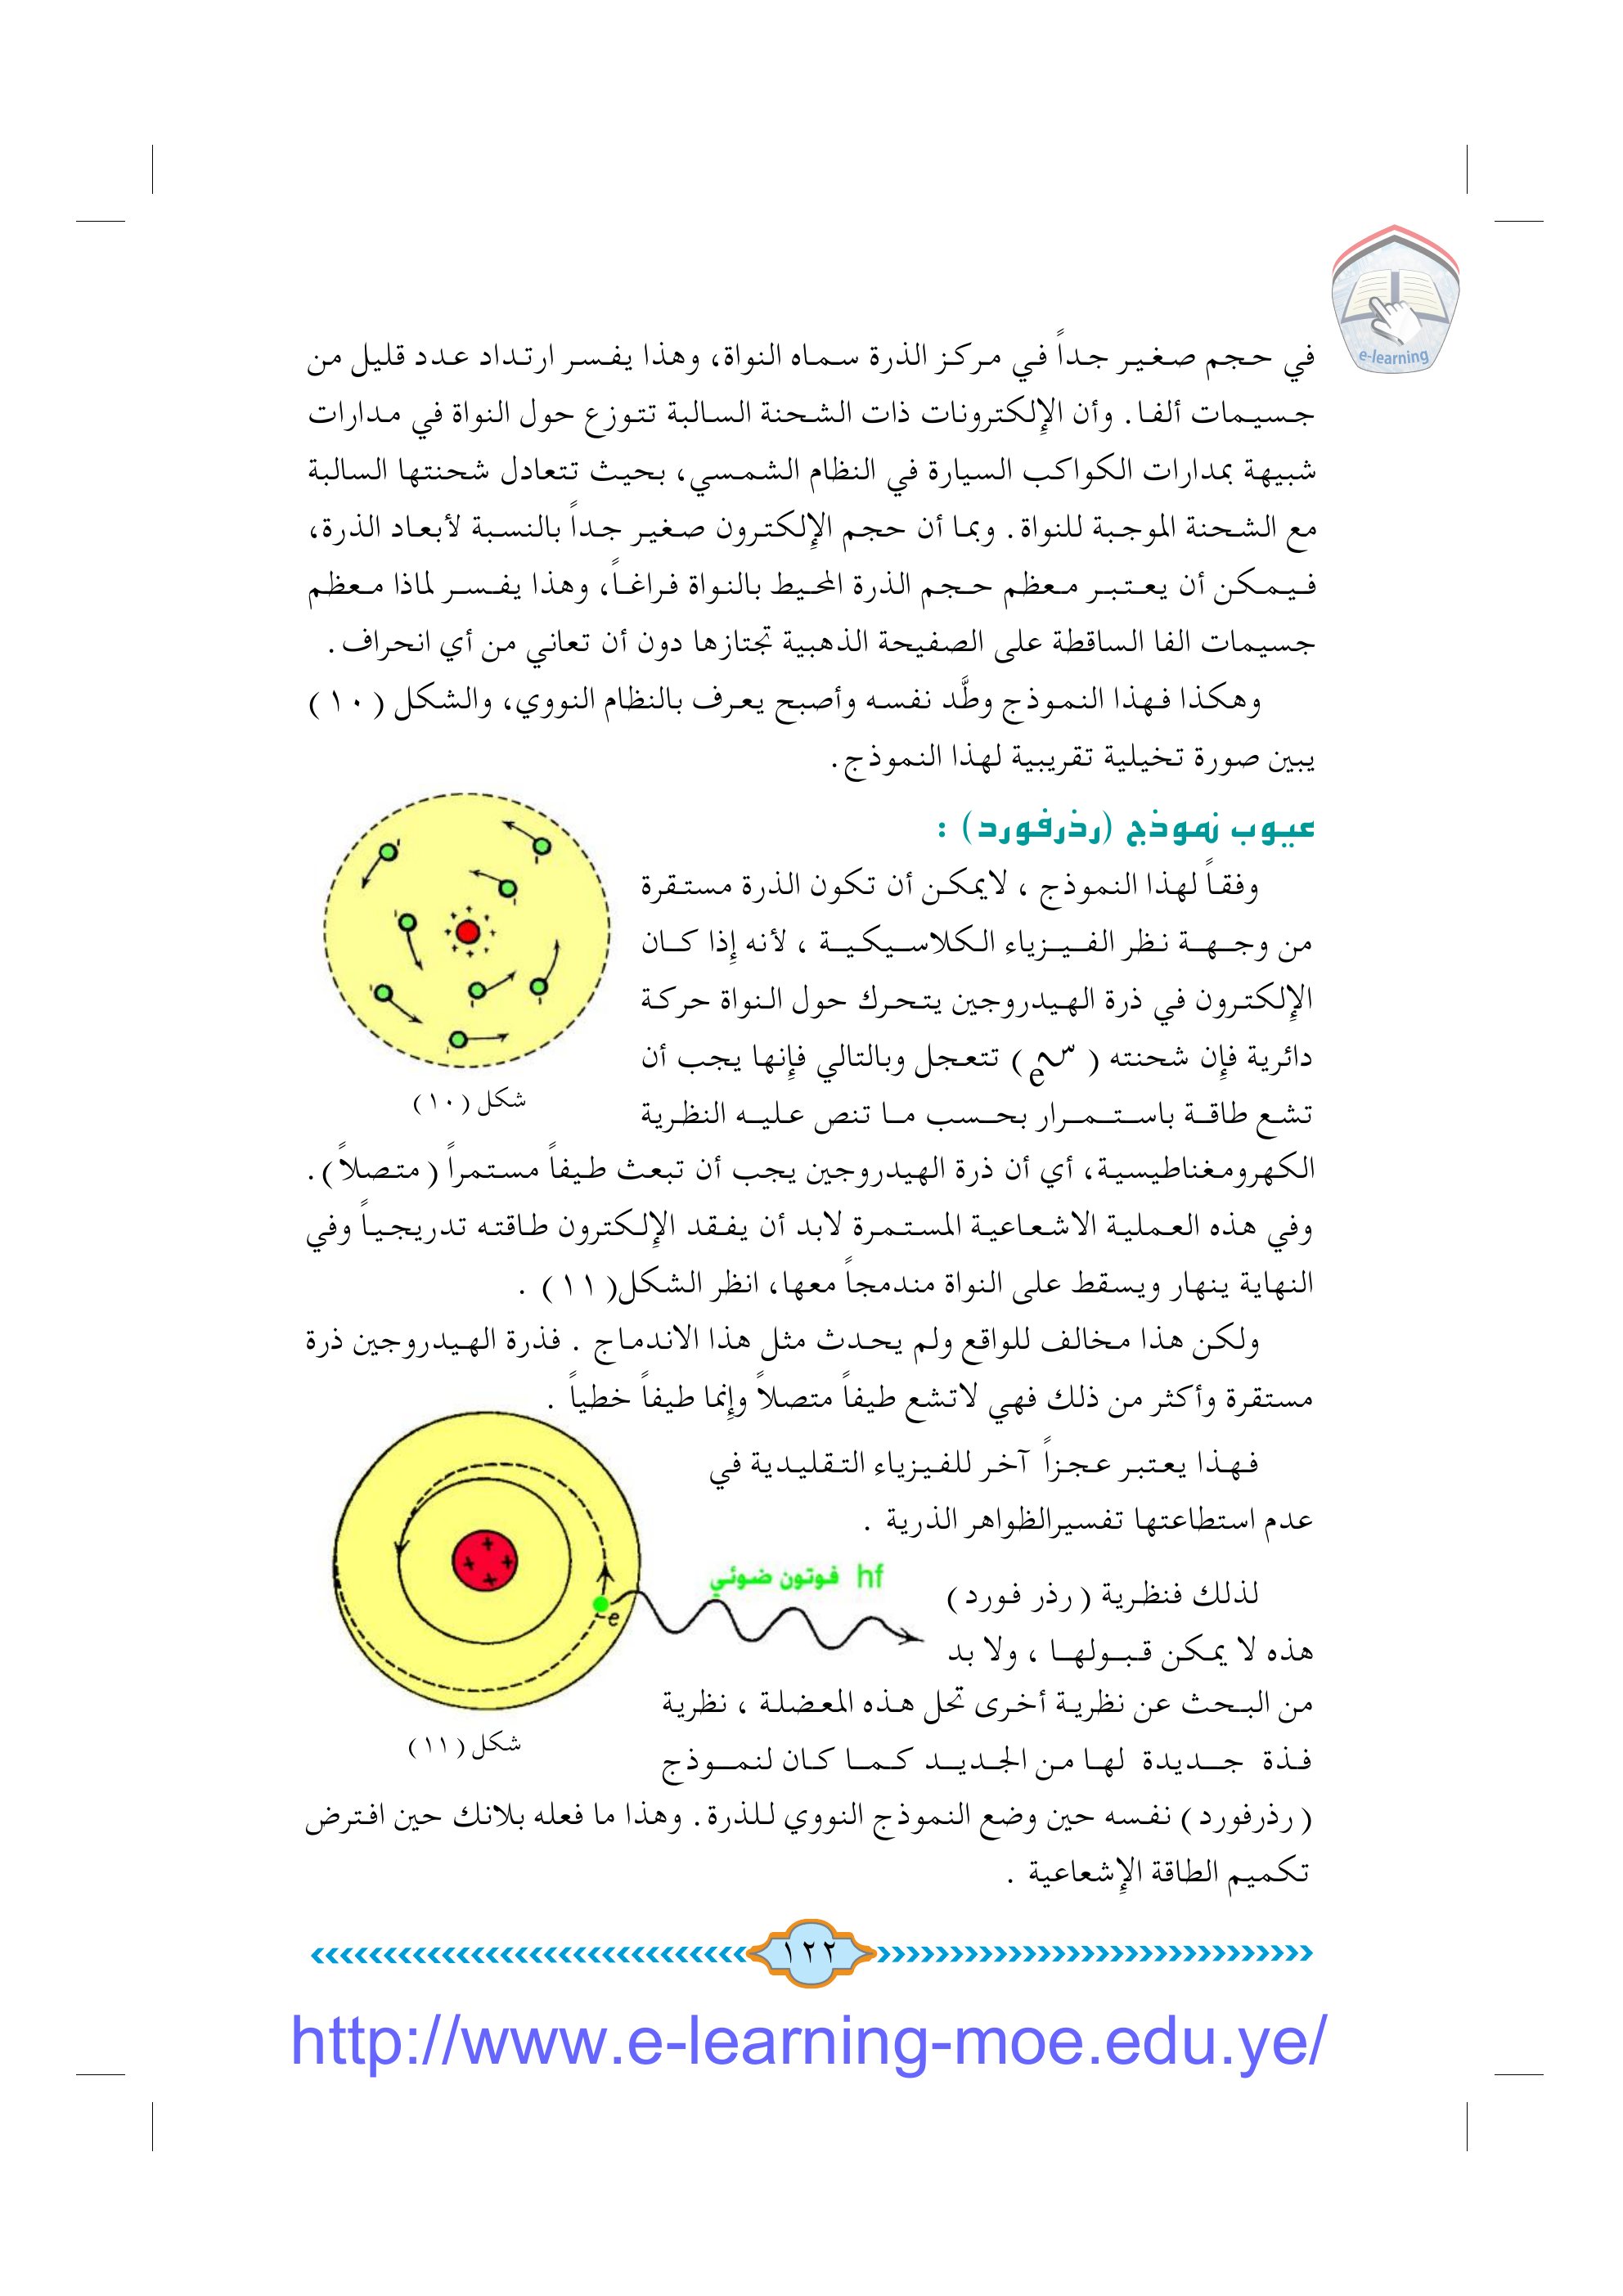 e-learning
في حجم صغير جداً في مركز الذرة سماه النواة، وهذا يفسر ارتداد عدد قليل من
جسيمات ألفا. وأن الإلكترونات ذات الشحنة السالبة تتوزع حول النواة في مدارات
شبيهة بمدارات الكواكب السيارة في النظام الشمسي، بحيث تتعادل شحنتها السالبة
مع الشحنة الموجبة للنواة. وبما أن حجم الإلكترون صغير جداً بالنسبة لأبعاد الذرة،
فيمكن أن يعتبر معظم حجم الذرة المحيط بالنواة فراغاً، وهذا يفسر لماذا معظم
جسيمات الفا الساقطة على الصفيحة الذهبية تجتازها دون أن تعاني من أي انحراف.
وهكذا فهذا النموذج وطَّد نفسه وأصبح يعرف بالنظام النووي، والشكل (١٠)
يبين صورة تخيلية تقريبية لهذا النموذج.
عيوب نموذج (رذرفورد) :
وفقاً لهذا النموذج ، لايمكن أن تكون الذرة مستقرة
من وجهة نظر الفيزياء الكلاسيكية ، لأنه إذا كان
الإلكترون في ذرة الهيدروجين يتحرك حول النواة حركة
دائرية فإن شحنته ( e ) تتعجل وبالتالي فإنها يجب أن
تشع طاقة باستمرار بحسب ما تنص عليه النظرية
شكل (١٠)
الكهرومغناطيسية، أي أن ذرة الهيدروجين يجب أن تبعث طيفاً مستمراً (متصلاً).
وفي هذه العملية الاشعاعية المستمرة لابد أن يفقد الإلكترون طاقته تدريجياً وفي
النهاية ينهار ويسقط على النواة مندمجاً معها، انظر الشكل(١١) .
ولكن هذا مخالف للواقع ولم يحدث مثل هذا الاندماج . فذرة الهيدروجين ذرة
مستقرة وأكثر من ذلك فهي لاتشع طيفاً متصلاً وإنما طيفاً خطياً .
فهذا يعتبر عجزاً آخر للفيزياء التقليدية في
عدم استطاعتها تفسيرالظواهر الذرية .
hf فوتون ضوئي
-e
لذلك فنظرية (رذر فورد)
هذه لا يمكن قبولها ، ولا بد
من البحث عن نظرية أخرى تحل هذه المعضلة ، نظرية
فذة جديدة لها من الجديد كما كان لنموذج
شكل (١١)
(رذرفورد) نفسه حين وضع النموذج النووي للذرة. وهذا ما فعله بلانك حين افترض
تكميم الطاقة الإشعاعية .
١٢٢
http://www.e-learning-moe.edu.ye/